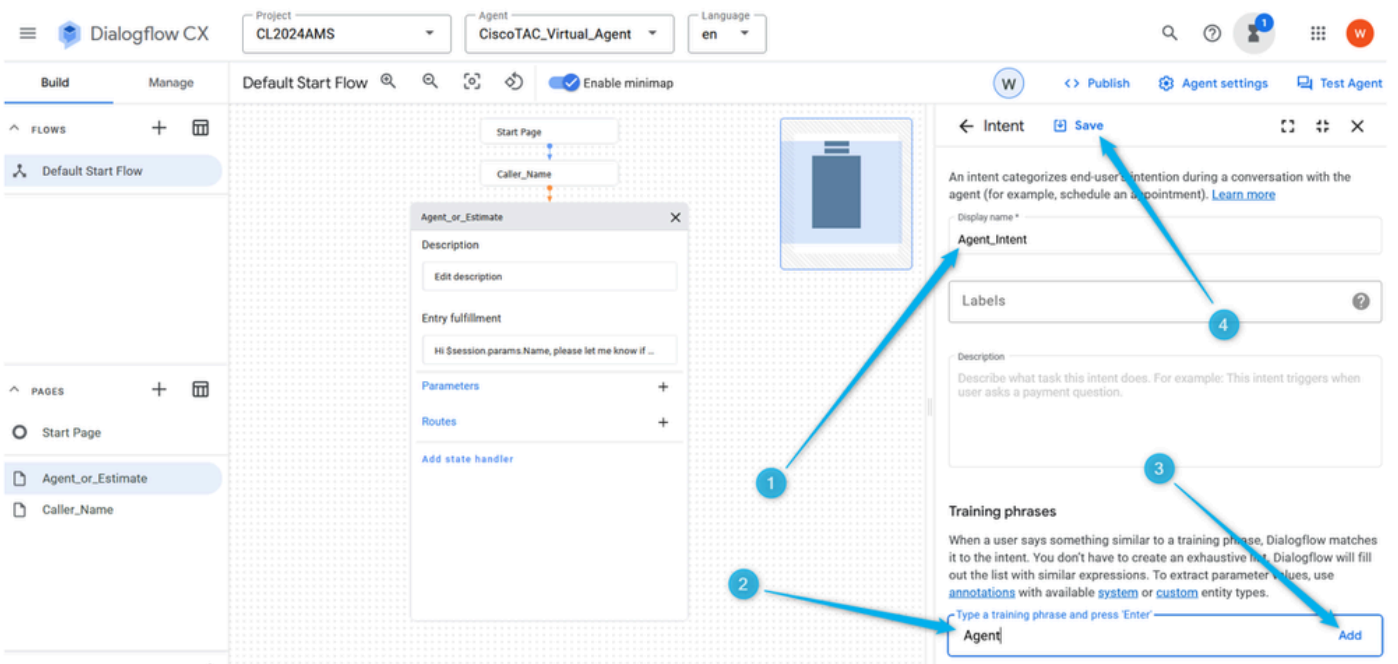 Dialogflow CX
Project
CL2024AMS
Agent
CiscoTAC_Virtual_Agent
Language
en
1
W
Build
Manage
Default Start Flow
Enable minimap
W
<> Publish
Agent settings
Test Agent
FLOWS
Default Start Flow
PAGES
Start Page
Agent_or_Estimate
Caller_Name
Start Page
Caller_Name
Agent_or_Estimate
Description
Edit description
Entry fulfillment
Hi $session.params.Name, please let me know if ...
Parameters
Routes
Add state handler
Intent
Save
An intent categorizes end-user's intention during a conversation with the
agent (for example, schedule an appointment). Learn more
Display name *
Agent_Intent
Labels
4
Description
Describe what task this intent does. For example: This intent triggers when
user asks a payment question.
3
1
Training phrases
When a user says something similar to a training phrase, Dialogflow matches
it to the intent. You don't have to create an exhaustive list, Dialogflow will fill
out the list with similar expressions. To extract parameter values, use
annotations with available system or custom entity types.
2
Type a training phrase and press 'Enter'
Agent
Add